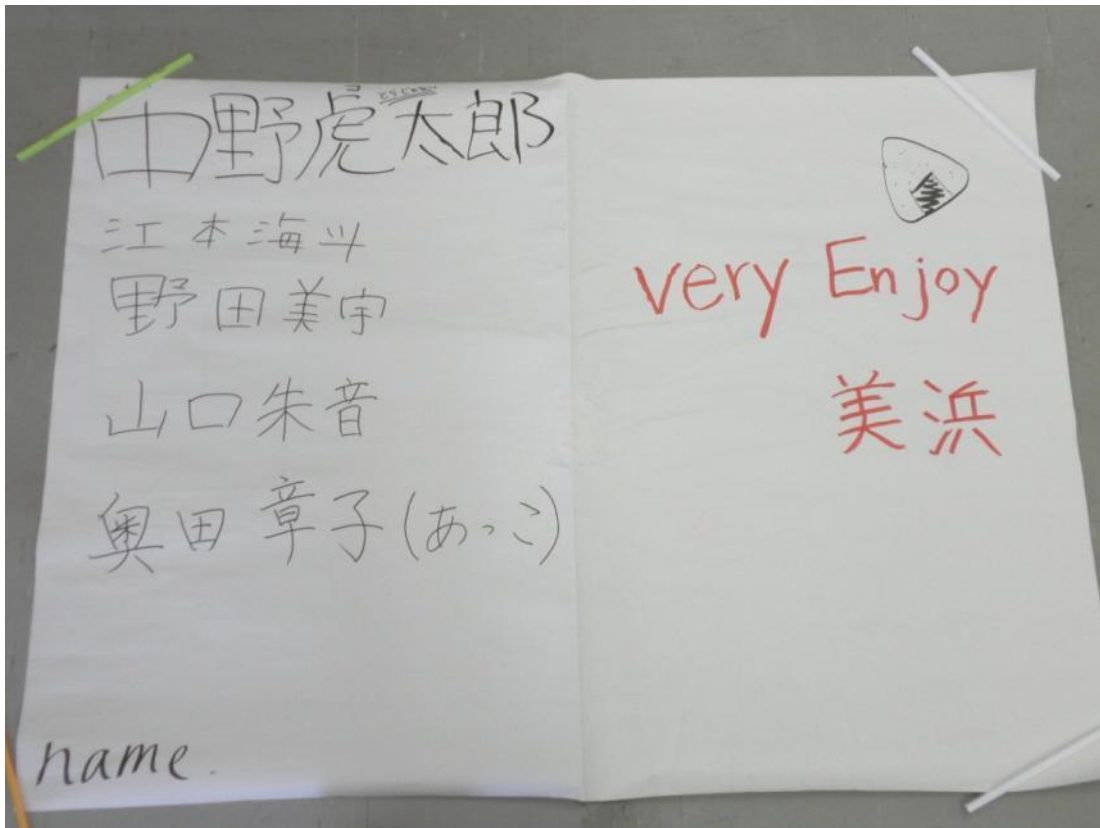 中野虎太郎
江本海斗
野田美宇
山口朱音
奥田章子(あっこ)
name.
very Enjoy
美浜